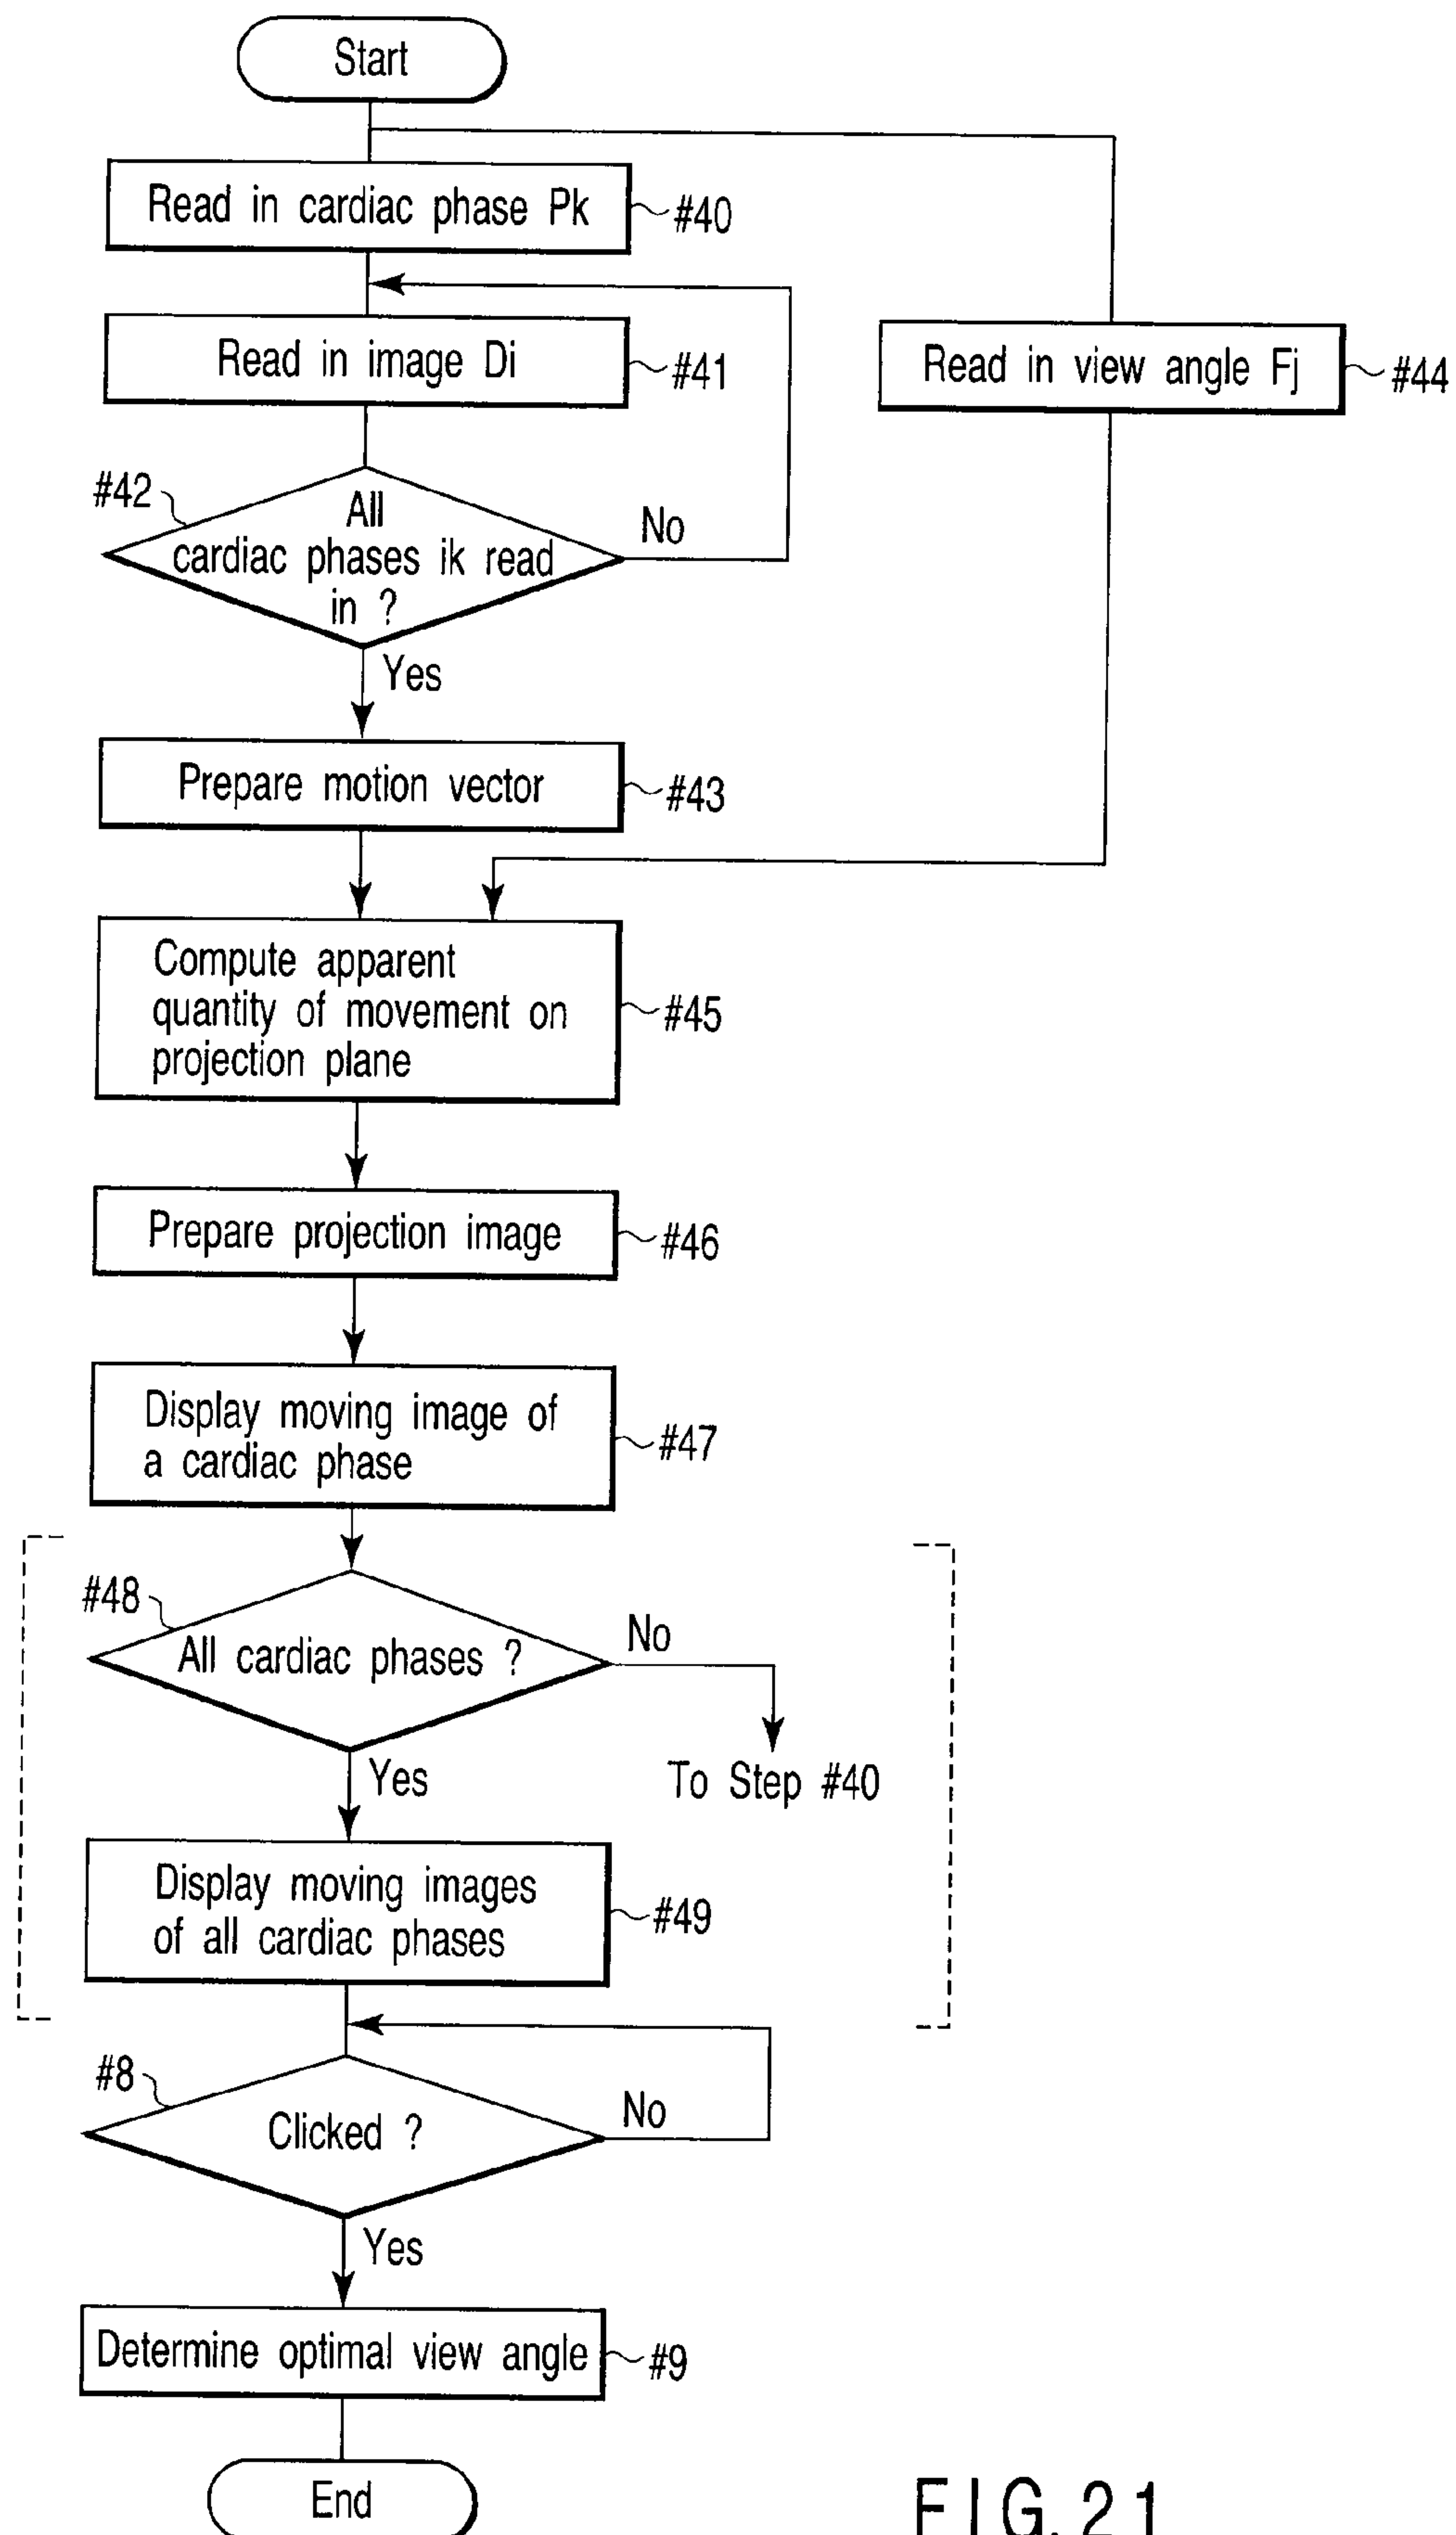 Start
Read in cardiac phase Pk
#40
Read in image Di
#41
Read in view angle Fj
#44
#42
All
cardiac phases ik read
in ?
No
Yes
Prepare motion vector
#43
Compute apparent
quantity of movement on
projection plane
#45
Prepare projection image
#46
Display moving image of
a cardiac phase
#47
#48
All cardiac phases ?
No
To Step #40
Yes
Display moving images
of all cardiac phases
#49
#8
Clicked ?
No
Yes
Determine optimal view angle
#9
End
FIG. 21